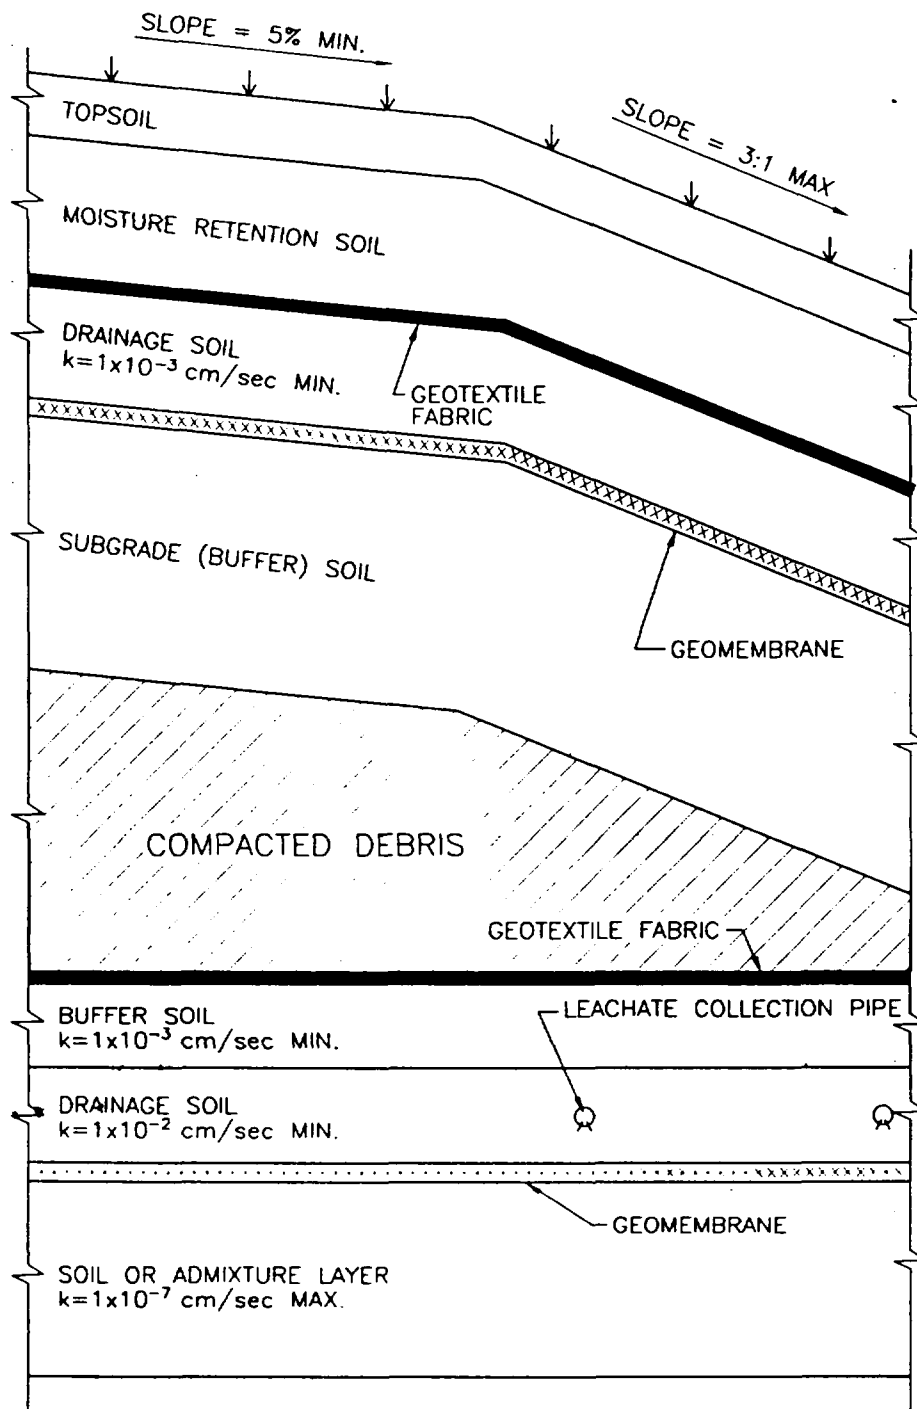 SLOPE = 5% MIN.
SLOPE = 3:1 MAX
TOPSOIL
MOISTURE RETENTION SOIL
DRAINAGE SOIL
k=1x10⁻³ cm/sec MIN.
GEOTEXTILE
FABRIC
SUBGRADE (BUFFER) SOIL
GEOMEMBRANE
COMPACTED DEBRIS
GEOTEXTILE FABRIC
BUFFER SOIL
k=1x10⁻³ cm/sec MIN.
LEACHATE COLLECTION PIPE
DRAINAGE SOIL
k=1x10⁻² cm/sec MIN.
GEOMEMBRANE
SOIL OR ADMIXTURE LAYER
k=1x10⁻⁷ cm/sec MAX.